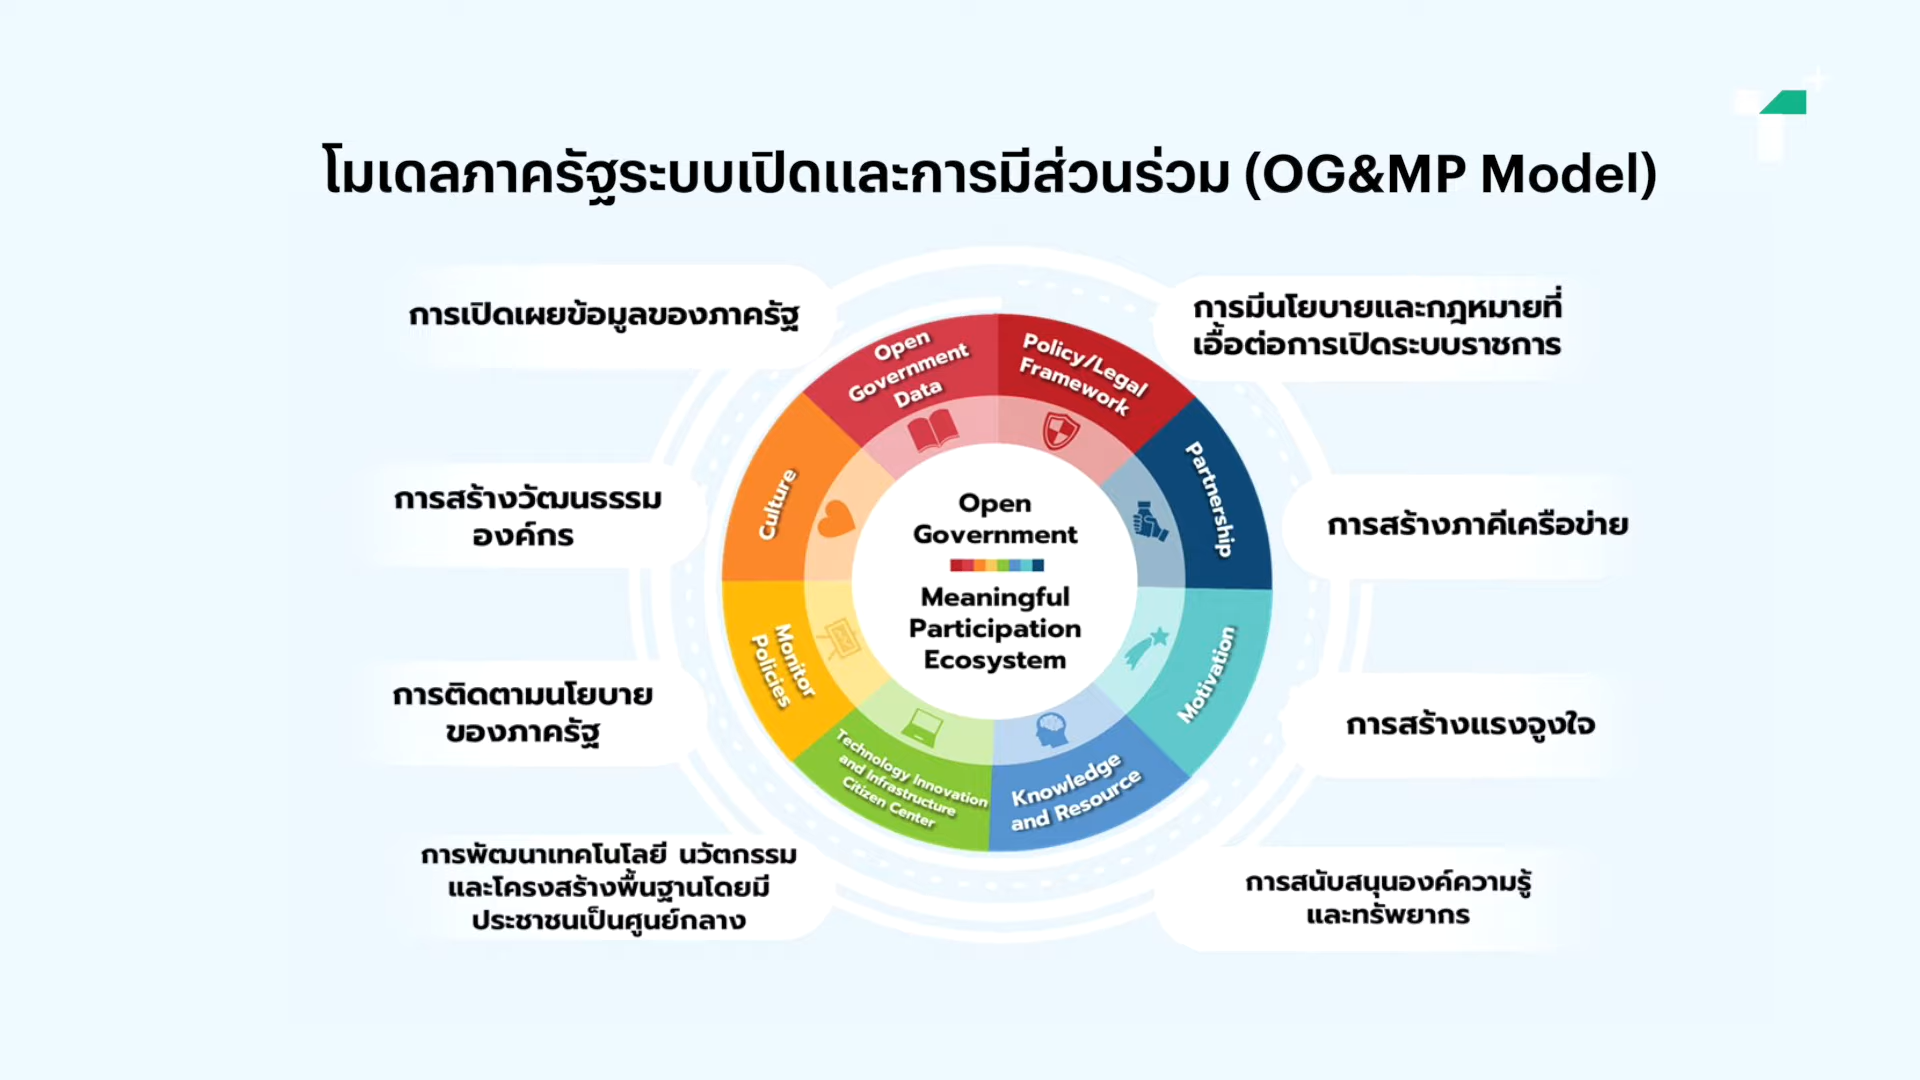 โมเดลภาครัฐระบบเปิดและการมีส่วนร่วม (OG&MP Model)
การเปิดเผยข้อมูลของภาครัฐ
การมีนโยบายและกฎหมายที่
เอื้อต่อการเปิดระบบราชการ
Open
Government
Data
Policy/Legal
Framework
การสร้างวัฒนธรรม
องค์กร
Culture
Partnership
การสร้างภาคีเครือข่าย
Open
Government
Meaningful
Participation
Ecosystem
การติดตามนโยบาย
ของภาครัฐ
Monitor
Policies
Motivation
การสร้างแรงจูงใจ
Technology Innovation
and Infrastructure
Citizen Center
Knowledge
and Resource
การพัฒนาเทคโนโลยี นวัตกรรม
และโครงสร้างพื้นฐานโดยมี
ประชาชนเป็นศูนย์กลาง
การสนับสนุนองค์ความรู้
และทรัพยากร